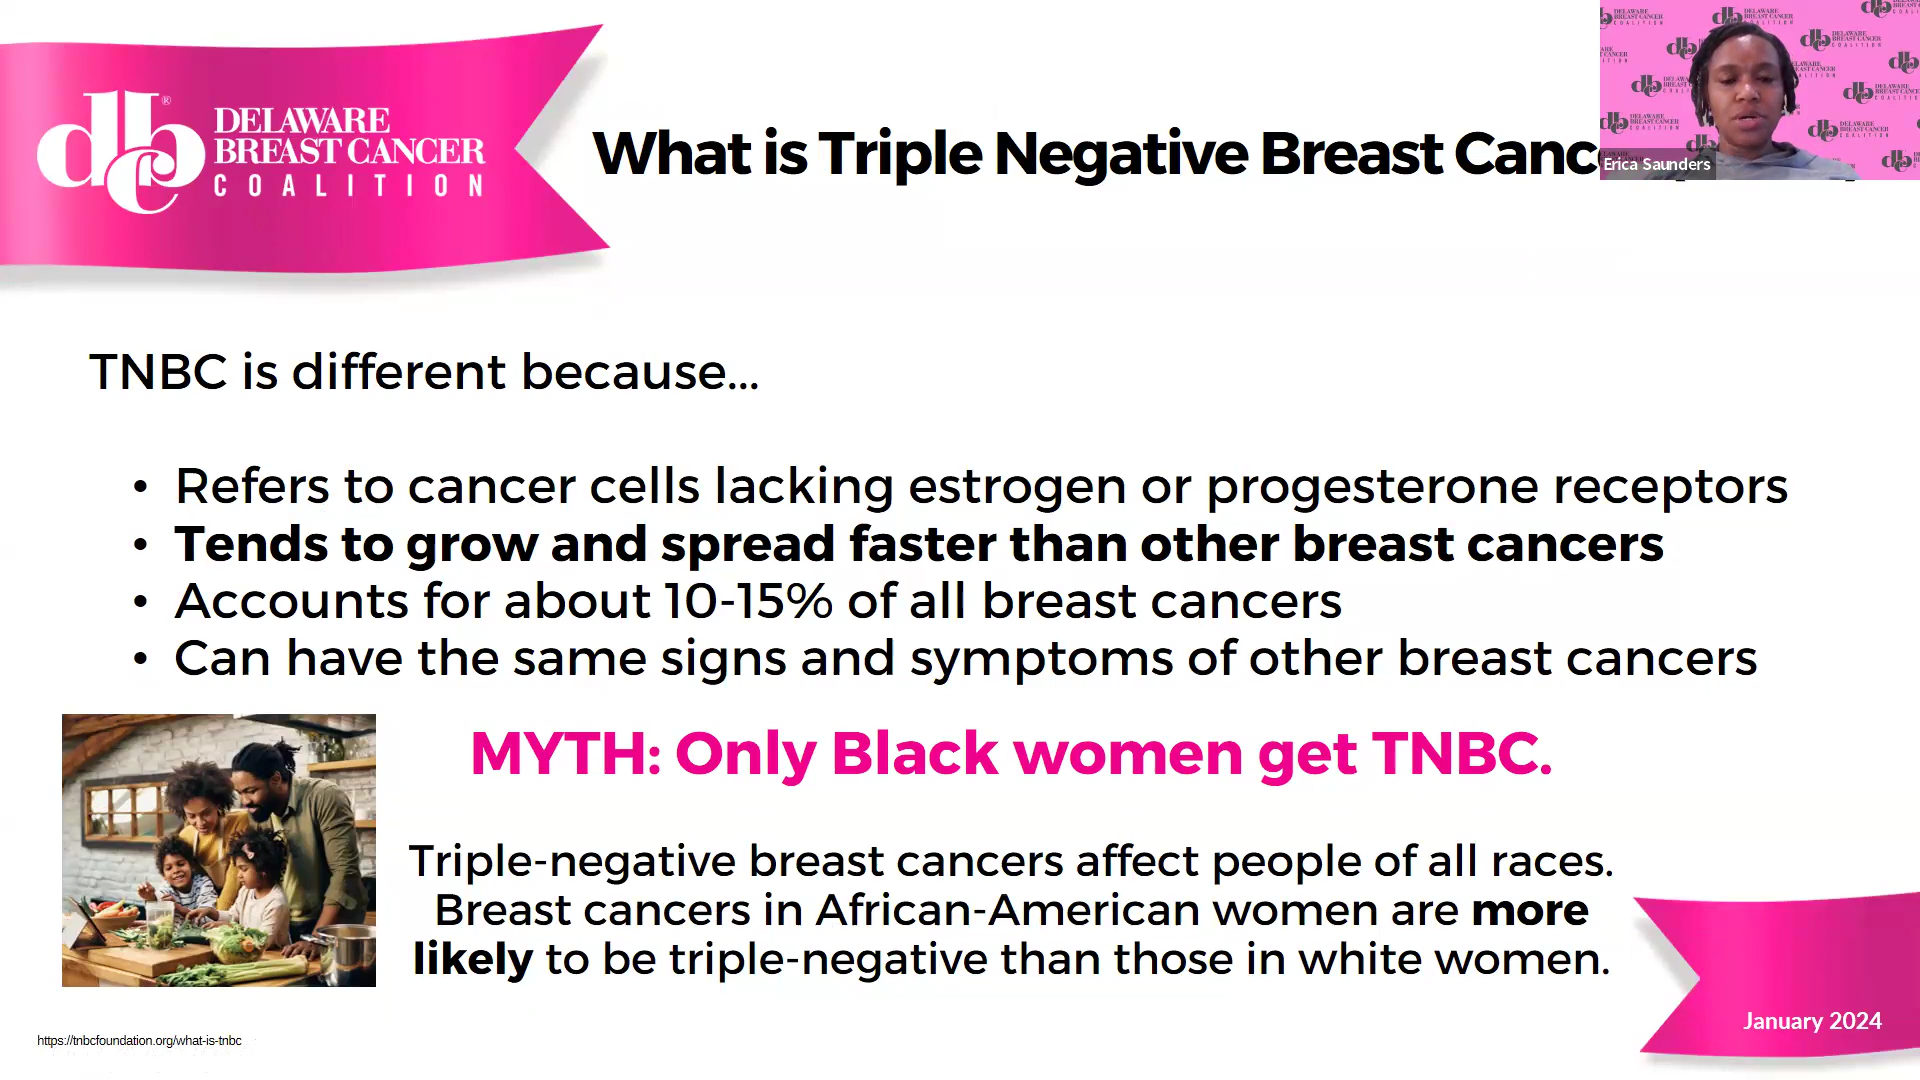 DELAWARE
BREAST CANCER
COALITION
What is Triple Negative Breast Canc
Erica Saunders
TNBC is different because...
• Refers to cancer cells lacking estrogen or progesterone receptors
• Tends to grow and spread faster than other breast cancers
• Accounts for about 10-15% of all breast cancers
• Can have the same signs and symptoms of other breast cancers
MYTH: Only Black women get TNBC.
Triple-negative breast cancers affect people of all races.
Breast cancers in African-American women are more
likely to be triple-negative than those in white women.
https://tnbcfoundation.org/what-is-tnbc
January 2024